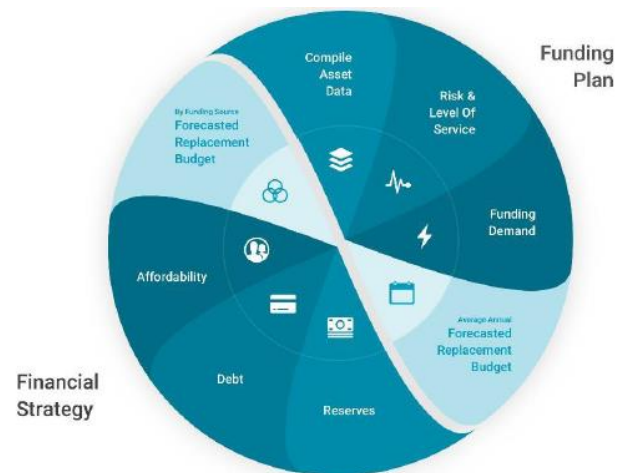 Funding
Plan
Compile
Asset
Data
Risk &
Level Of
Service
Funding
Demand
Average Annual
Forecasted
Replacement
Budget
Reserves
Debt
Affordability
By Funding Source
Forecasted
Replacement
Budget
Financial
Strategy